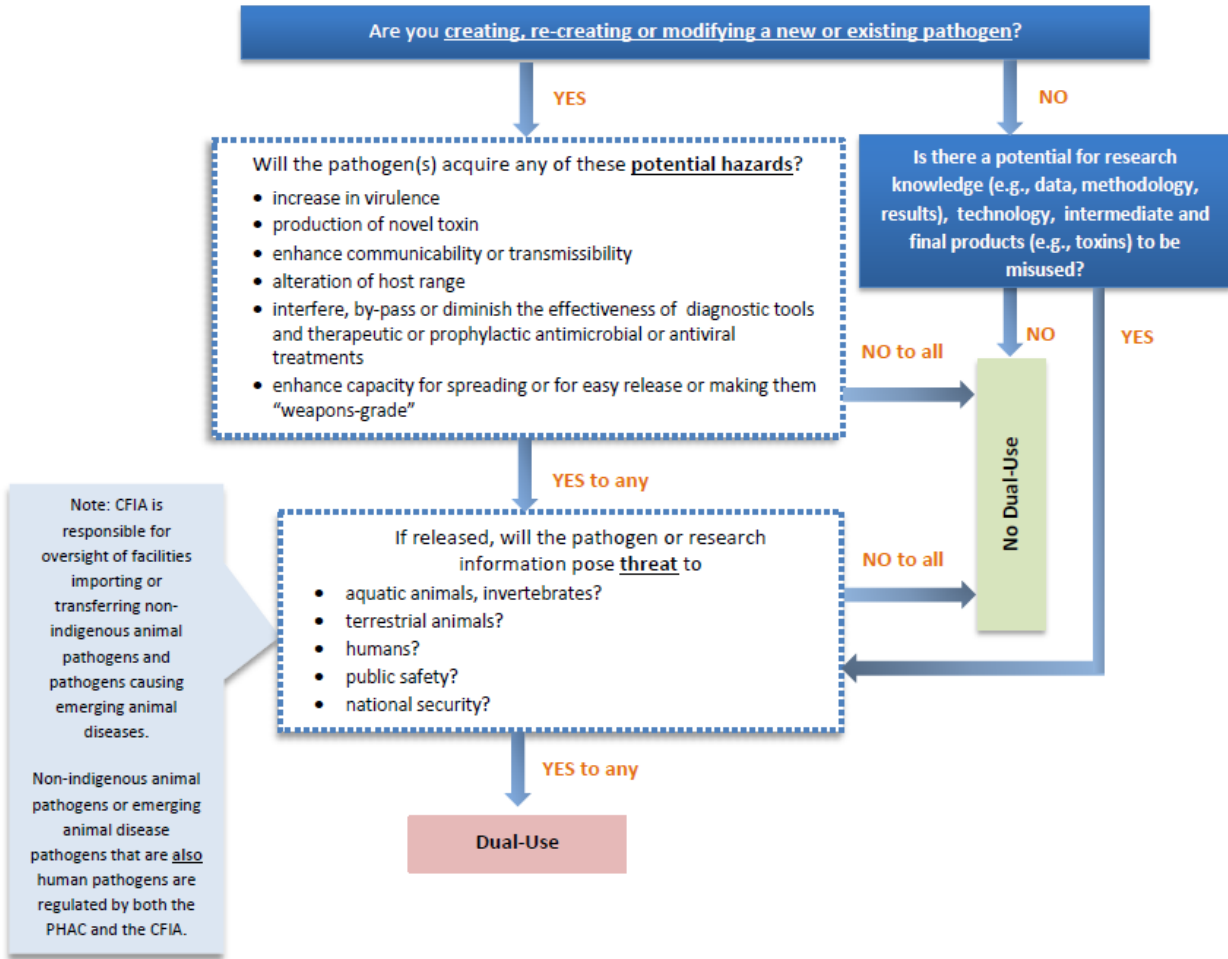 Are you creating, re-creating or modifying a new or existing pathogen?
YES
NO
Will the pathogen(s) acquire any of these potential hazards?
• increase in virulence
• production of novel toxin
• enhance communicability or transmissibility
• alteration of host range
• interfere, by-pass or diminish the effectiveness of diagnostic tools
and therapeutic or prophylactic antimicrobial or antiviral
treatments
• enhance capacity for spreading or for easy release or making them
“weapons-grade”
Is there a potential for research
knowledge (e.g., data, methodology,
results), technology, intermediate and
final products (e.g., toxins) to be
misused?
NO to all
NO
YES
No Dual-Use
YES to any
If released, will the pathogen or research
information pose threat to
• aquatic animals, invertebrates?
• terrestrial animals?
• humans?
• public safety?
• national security?
NO to all
YES to any
Dual-Use
Note: CFIA is
responsible for
oversight of facilities
importing or
transferring non-
indigenous animal
pathogens and
pathogens causing
emerging animal
diseases.
Non-indigenous animal
pathogens or emerging
animal disease
pathogens that are also
human pathogens are
regulated by both the
PHAC and the CFIA.